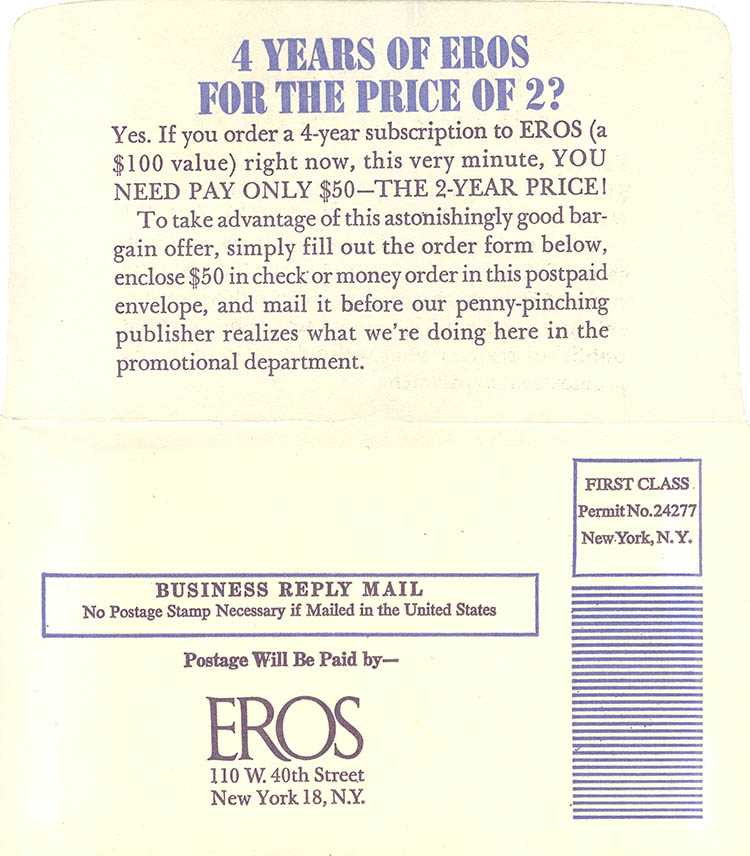 4 YEARS OF EROS
FOR THE PRICE OF 2?
Yes. If you order a 4-year subscription to EROS (a
$100 value) right now, this very minute, YOU
NEED PAY ONLY $50—THE 2-YEAR PRICE!
To take advantage of this astonishingly good bar-
gain offer, simply fill out the order form below,
enclose $50 in check or money order in this postpaid
envelope, and mail it before our penny-pinching
publisher realizes what we're doing here in the
promotional department.
FIRST CLASS
Permit No. 24277
New York, N.Y.
BUSINESS REPLY MAIL
No Postage Stamp Necessary if Mailed in the United States
Postage Will Be Paid by—
EROS
110 W. 40th Street
New York 18, N.Y.